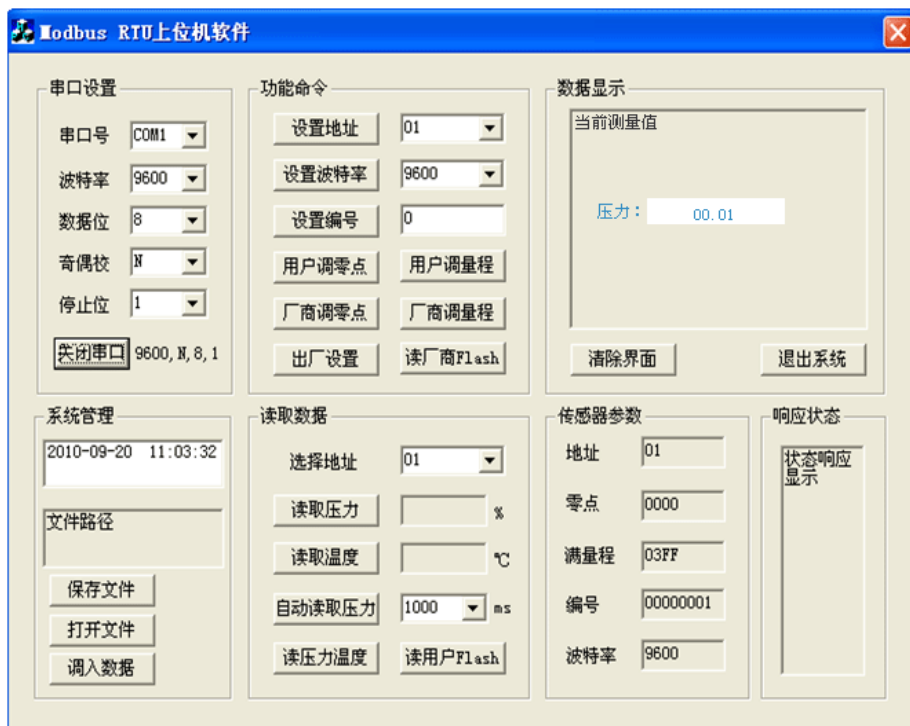 Modbus RTU上位机软件
串口设置
串口号 COM1
波特率 9600
数据位 8
奇偶校 N
停止位 1
关闭串口 9600,N,8,1
功能命令
设置地址 01
设置波特率 9600
设置编号 0
用户调零点 用户调量程
厂商调零点 厂商调量程
出厂设置 读厂商Flash
数据显示
当前测量值
压力： 00.01
清除界面 退出系统
系统管理
2010-09-20 11:03:32
文件路径
保存文件
打开文件
调入数据
读取数据
选择地址 01
读取压力 %
读取温度 ℃
自动读取压力 1000 ms
读压力温度 读用户Flash
传感器参数
地址 01
零点 0000
满量程 03FF
编号 00000001
波特率 9600
响应状态
状态响应
显示